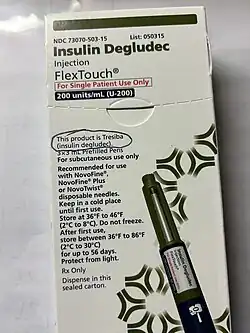 NDC 73070-503-15 List: 050315
Insulin Degludec
Injection
FlexTouch®
For Single Patient Use Only
200 units/mL (U-200)
This product is Tresiba
(insulin degludec)
3×3 mL Prefilled Pens
For subcutaneous use only
Recommended for use
with NovoFine®,
NovoFine® Plus
or NovoTwist®
disposable needles.
Keep in a cold place
until first use.
Store at 36°F to 46°F
(2°C to 8°C). Do not freeze.
After first use,
store between 36°F to 86°F
(2°C to 30°C)
for up to 56 days.
Protect from light.
Rx Only
Dispense in this
sealed carton.